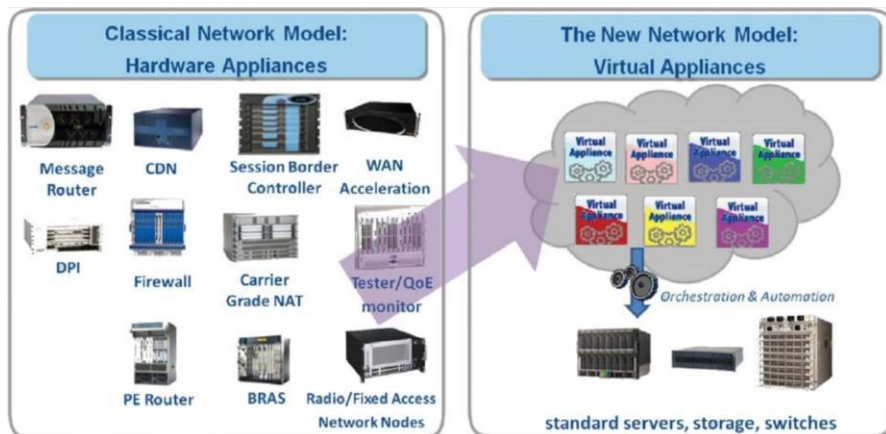 Classical Network Model:
Hardware Appliances
Message
Router
CDN
Session Border
Controller
WAN
Acceleration
DPI
Firewall
Carrier
Grade NAT
Tester/QoE
monitor
PE Router
BRAS
Radio/Fixed Access
Network Nodes
The New Network Model:
Virtual Appliances
Virtual
Appliance
Virtual
Appliance
Virtual
Appliance
Virtual
Appliance
Virtual
Appliance
Virtual
Appliance
Virtual
Appliance
Orchestration & Automation
standard servers, storage, switches